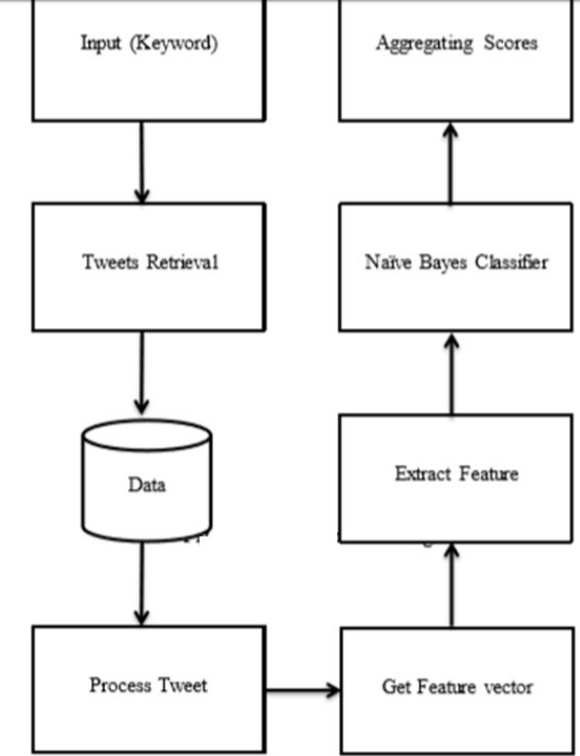 Input (Keyword)
Tweets Retrieval
Data
Process Tweet
Get Feature vector
Extract Feature
Naïve Bayes Classifier
Aggregating Scores